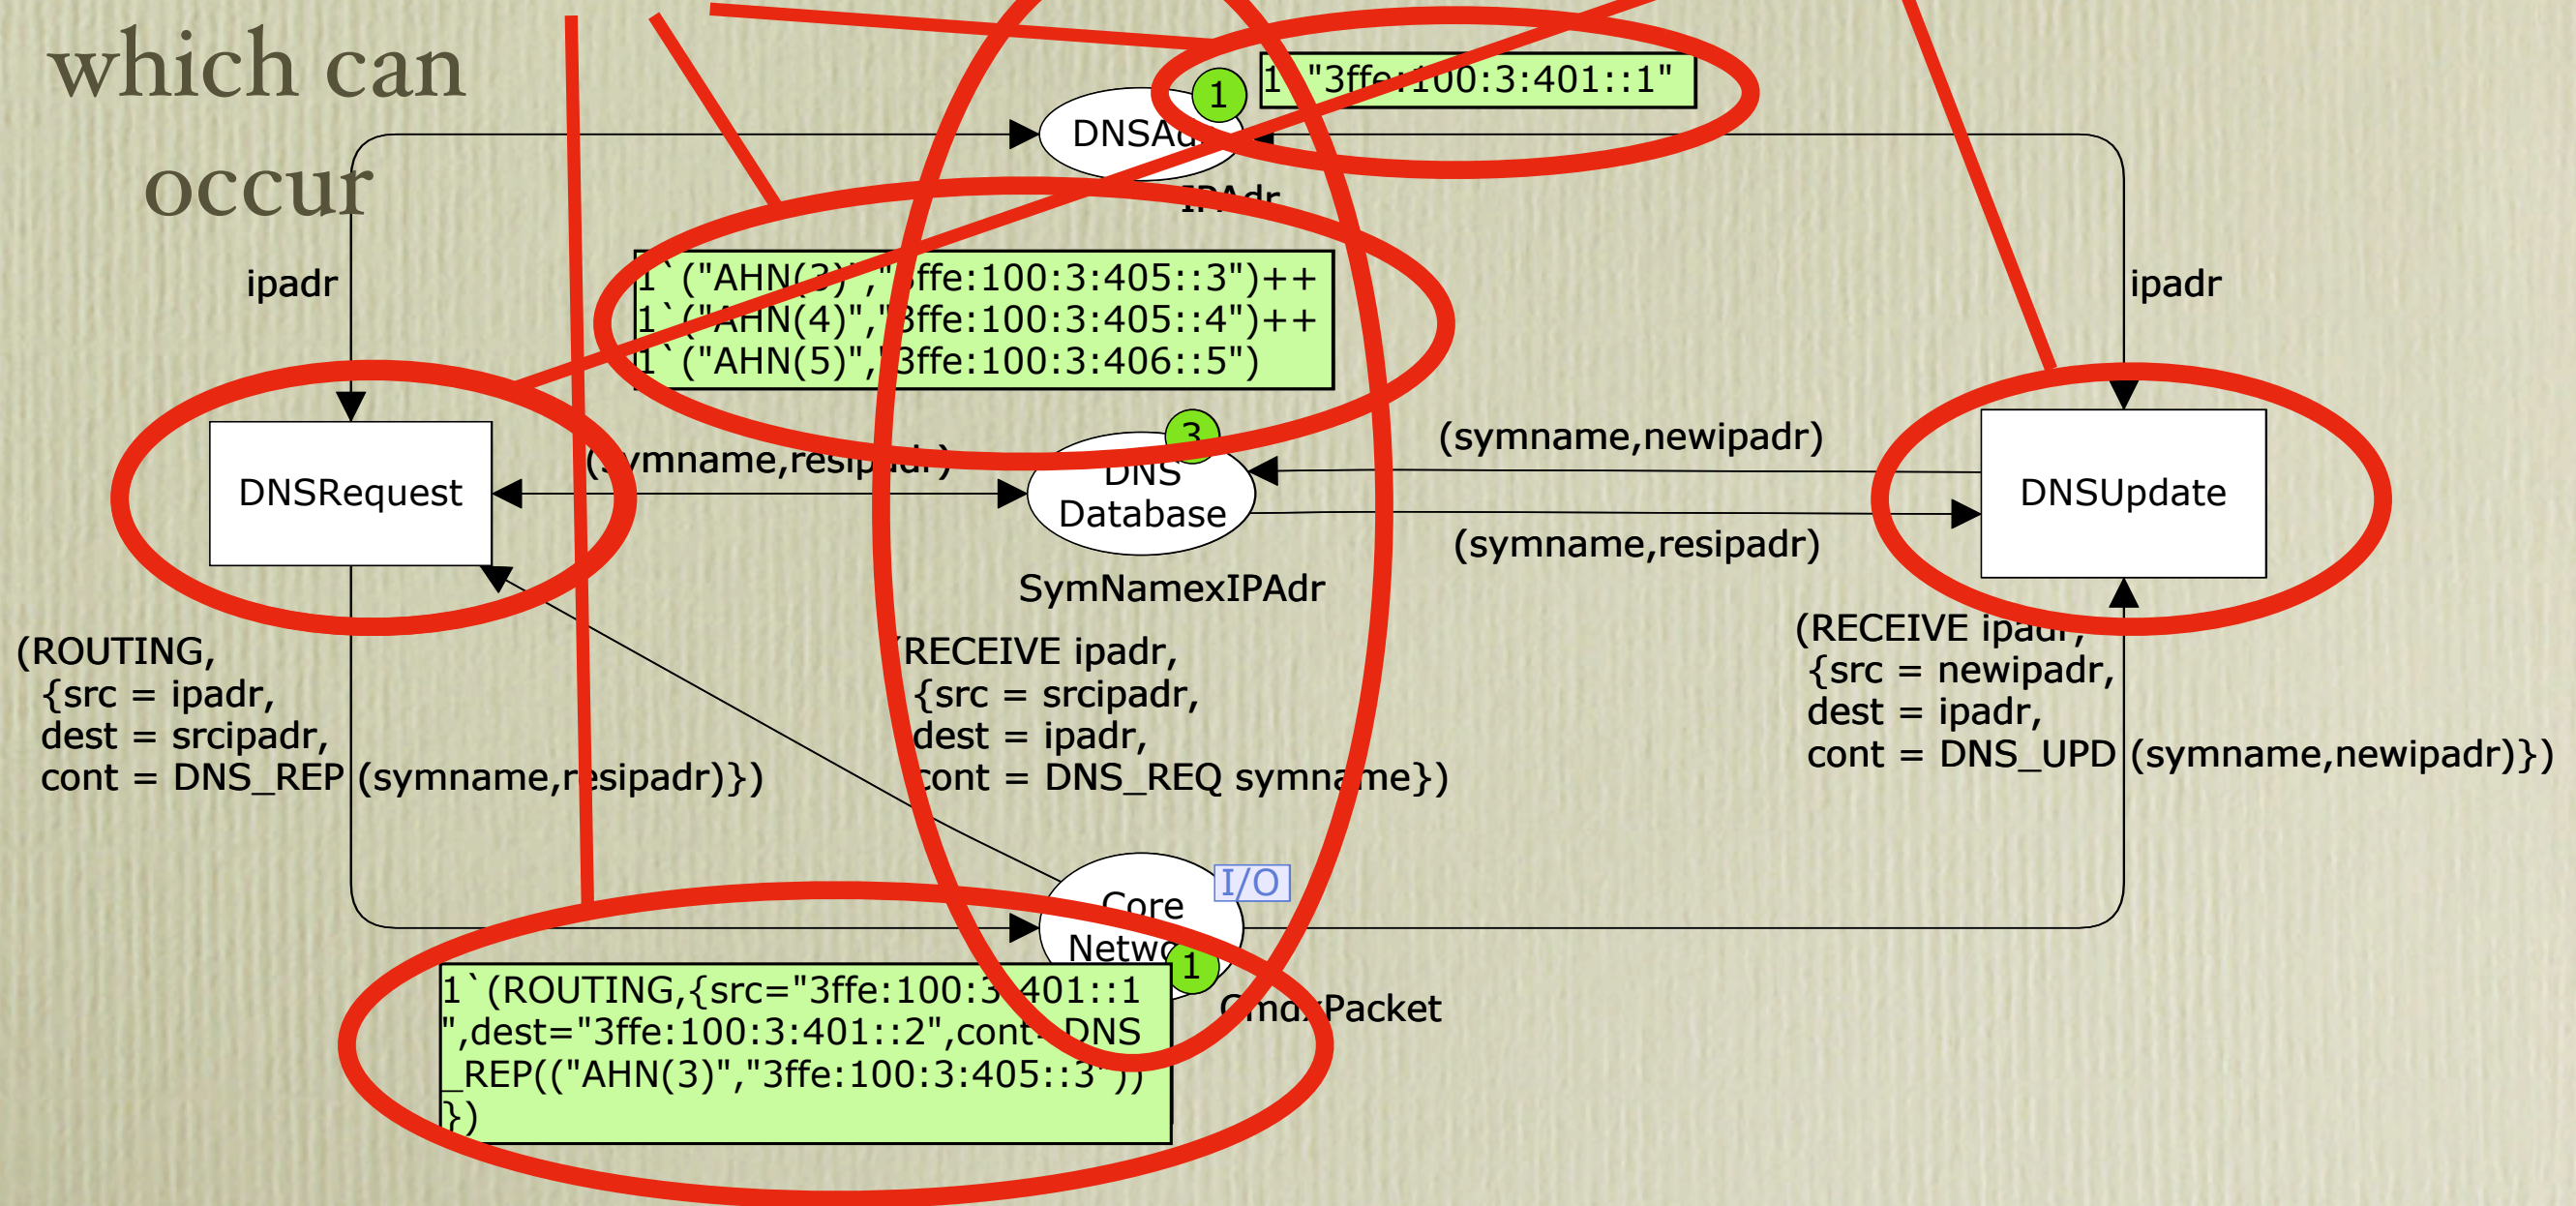 which can
occur
1 "3ffe:100:3:401::1"
1
IPAdr
ipadr
ipadr
1`("AHN(3)","3ffe:100:3:405::3")++
1`("AHN(4)","3ffe:100:3:405::4")++
1`("AHN(5)","3ffe:100:3:406::5")
3
(symname,newipadr)
(symname,resipadr)
DNSRequest
DNS
Database
DNSUpdate
(symname,resipadr)
SymNamexIPAdr
(ROUTING,
{src = ipadr,
dest = srcipadr,
cont = DNS_REP (symname,resipadr)})
(RECEIVE ipadr,
{src = srcipadr,
dest = ipadr,
cont = DNS_REQ symname})
(RECEIVE ipadr,
{src = newipadr,
dest = ipadr,
cont = DNS_UPD (symname,newipadr)})
I/O
Core
1
1`(ROUTING,{src="3ffe:100:3:401::1
",dest="3ffe:100:3:401::2",cont=DNS
_REP(("AHN(3)","3ffe:100:3:405::3"))
})
CmdxPacket